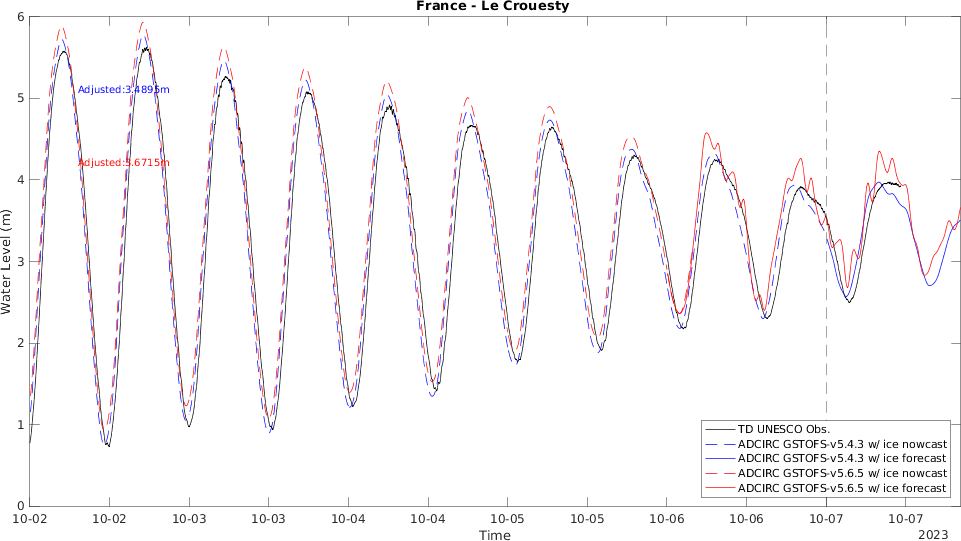 France - Le Crouesty
6
5
4
3
2
1
0
Water Level (m)
Adjusted:3.4895m
Adjusted:3.6715m
TD UNESCO Obs.
ADCIRC GSTOFS-v5.4.3 w/ ice nowcast
ADCIRC GSTOFS-v5.4.3 w/ ice forecast
ADCIRC GSTOFS-v5.6.5 w/ ice nowcast
ADCIRC GSTOFS-v5.6.5 w/ ice forecast
10-02 10-02 10-03 10-03 10-04 10-04 10-05 10-05 10-06 10-06 10-07 10-07
Time
2023